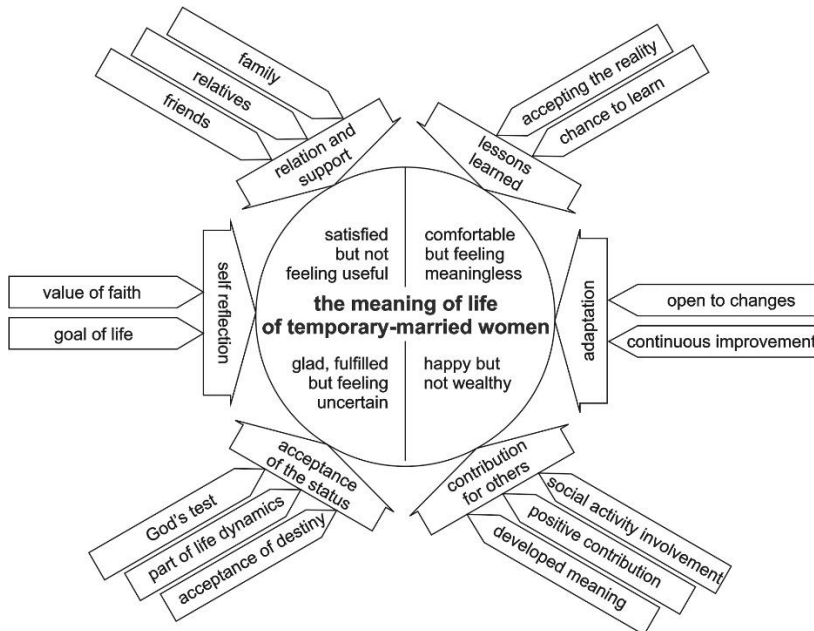 family
relatives
friends
relation and
support
accepting the reality
chance to learn
lessons
learned
value of faith
goal of life
self reflection
satisfied
but not
feeling useful
comfortable
but feeling
meaningless
the meaning of life
of temporary-married women
glad, fulfilled
but feeling
uncertain
happy but
not wealthy
adaptation
open to changes
continuous improvement
acceptance
of the status
God's test
part of life dynamics
acceptance of destiny
contribution
for others
social activity involvement
positive contribution
developed meaning